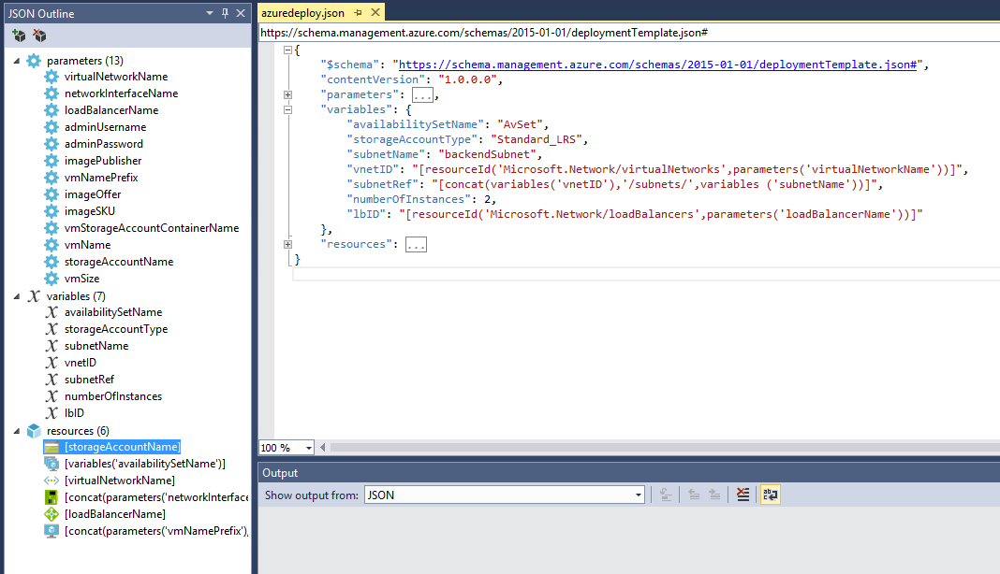 JSON Outline
parameters (13)
virtualNetworkName
networkInterfaceName
loadBalancerName
adminUsername
adminPassword
imagePublisher
vmNamePrefix
imageOffer
imageSKU
vmStorageAccountContainerName
vmName
storageAccountName
vmSize
variables (7)
availabilitySetName
storageAccountType
subnetName
vnetID
subnetRef
numberOfInstances
lbID
resources (6)
[storageAccountName]
[variables('availabilitySetName')]
[virtualNetworkName]
[concat(parameters('networkInterface
[loadBalancerName]
[concat(parameters('vmNamePrefix'),
azuredeploy.json
https://schema.management.azure.com/schemas/2015-01-01/deploymentTemplate.json#
{
"$schema": "https://schema.management.azure.com/schemas/2015-01-01/deploymentTemplate.json#",
"contentVersion": "1.0.0.0",
"parameters": ...,
"variables": {
"availabilitySetName": "AvSet",
"storageAccountType": "Standard_LRS",
"subnetName": "backendSubnet",
"vnetID": "[resourceId('Microsoft.Network/virtualNetworks',parameters('virtualNetworkName'))]",
"subnetRef": "[concat(variables('vnetID'),'/subnets/',variables ('subnetName'))]",
"numberOfInstances": 2,
"lbID": "[resourceId('Microsoft.Network/loadBalancers',parameters('loadBalancerName'))]"
},
"resources": ...
}
100 %
Output
Show output from: JSON